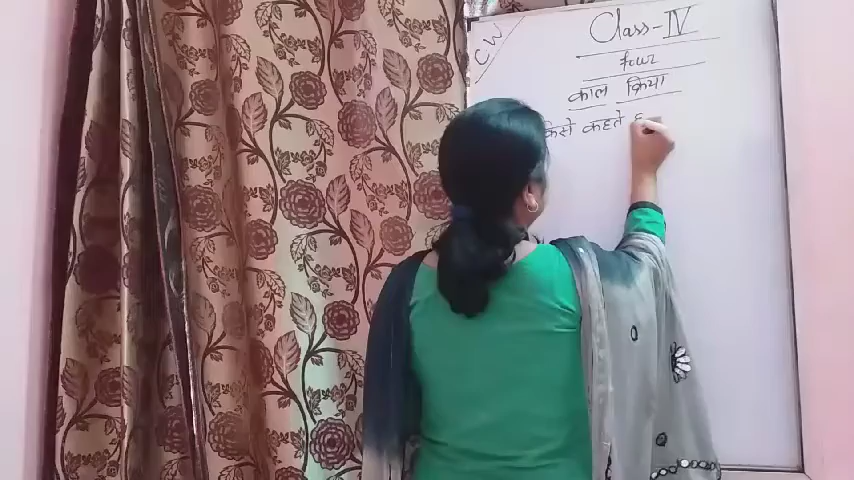 CW
Class-IV
four
काल क्रिया
किसे कहते ह